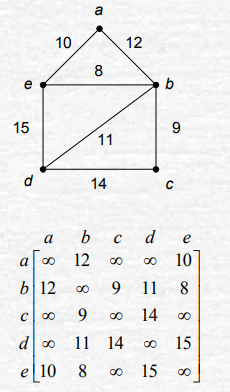 a
10 12
8
e b
15 11 9
d 14 c
a b c d e
a ∞ 12 ∞ ∞ 10
b 12 ∞ 9 11 8
c ∞ 9 ∞ 14 ∞
d ∞ 11 14 ∞ 15
e 10 8 ∞ 15 ∞